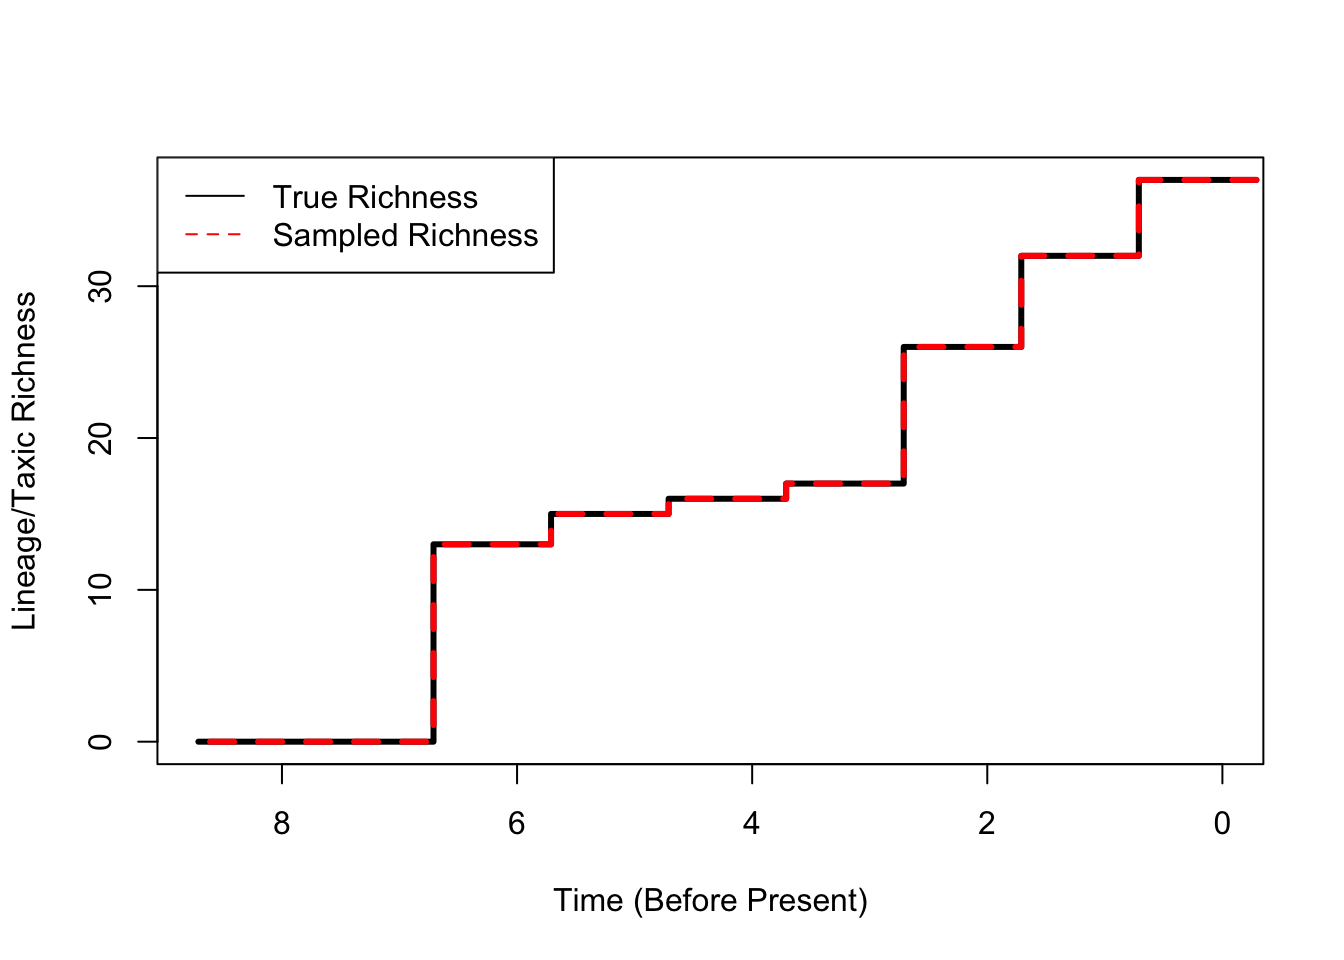 True Richness
Sampled Richness
Lineage/Taxic Richness
30
20
10
0
8 6 4 2 0
Time (Before Present)